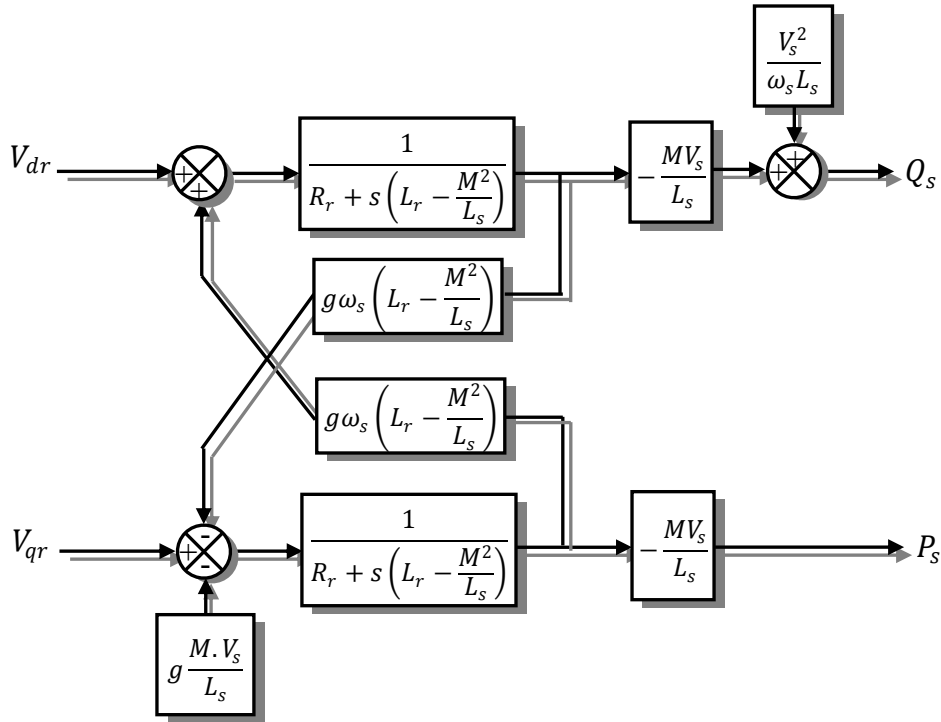 V_s^2 / ω_s L_s
V_dr
+
+
1 / (R_r + s(L_r − M^2/L_s))
− MV_s / L_s
+
+
Q_s
gω_s(L_r − M^2/L_s)
gω_s(L_r − M^2/L_s)
V_qr
-
+
-
1 / (R_r + s(L_r − M^2/L_s))
− MV_s / L_s
P_s
g M.V_s / L_s